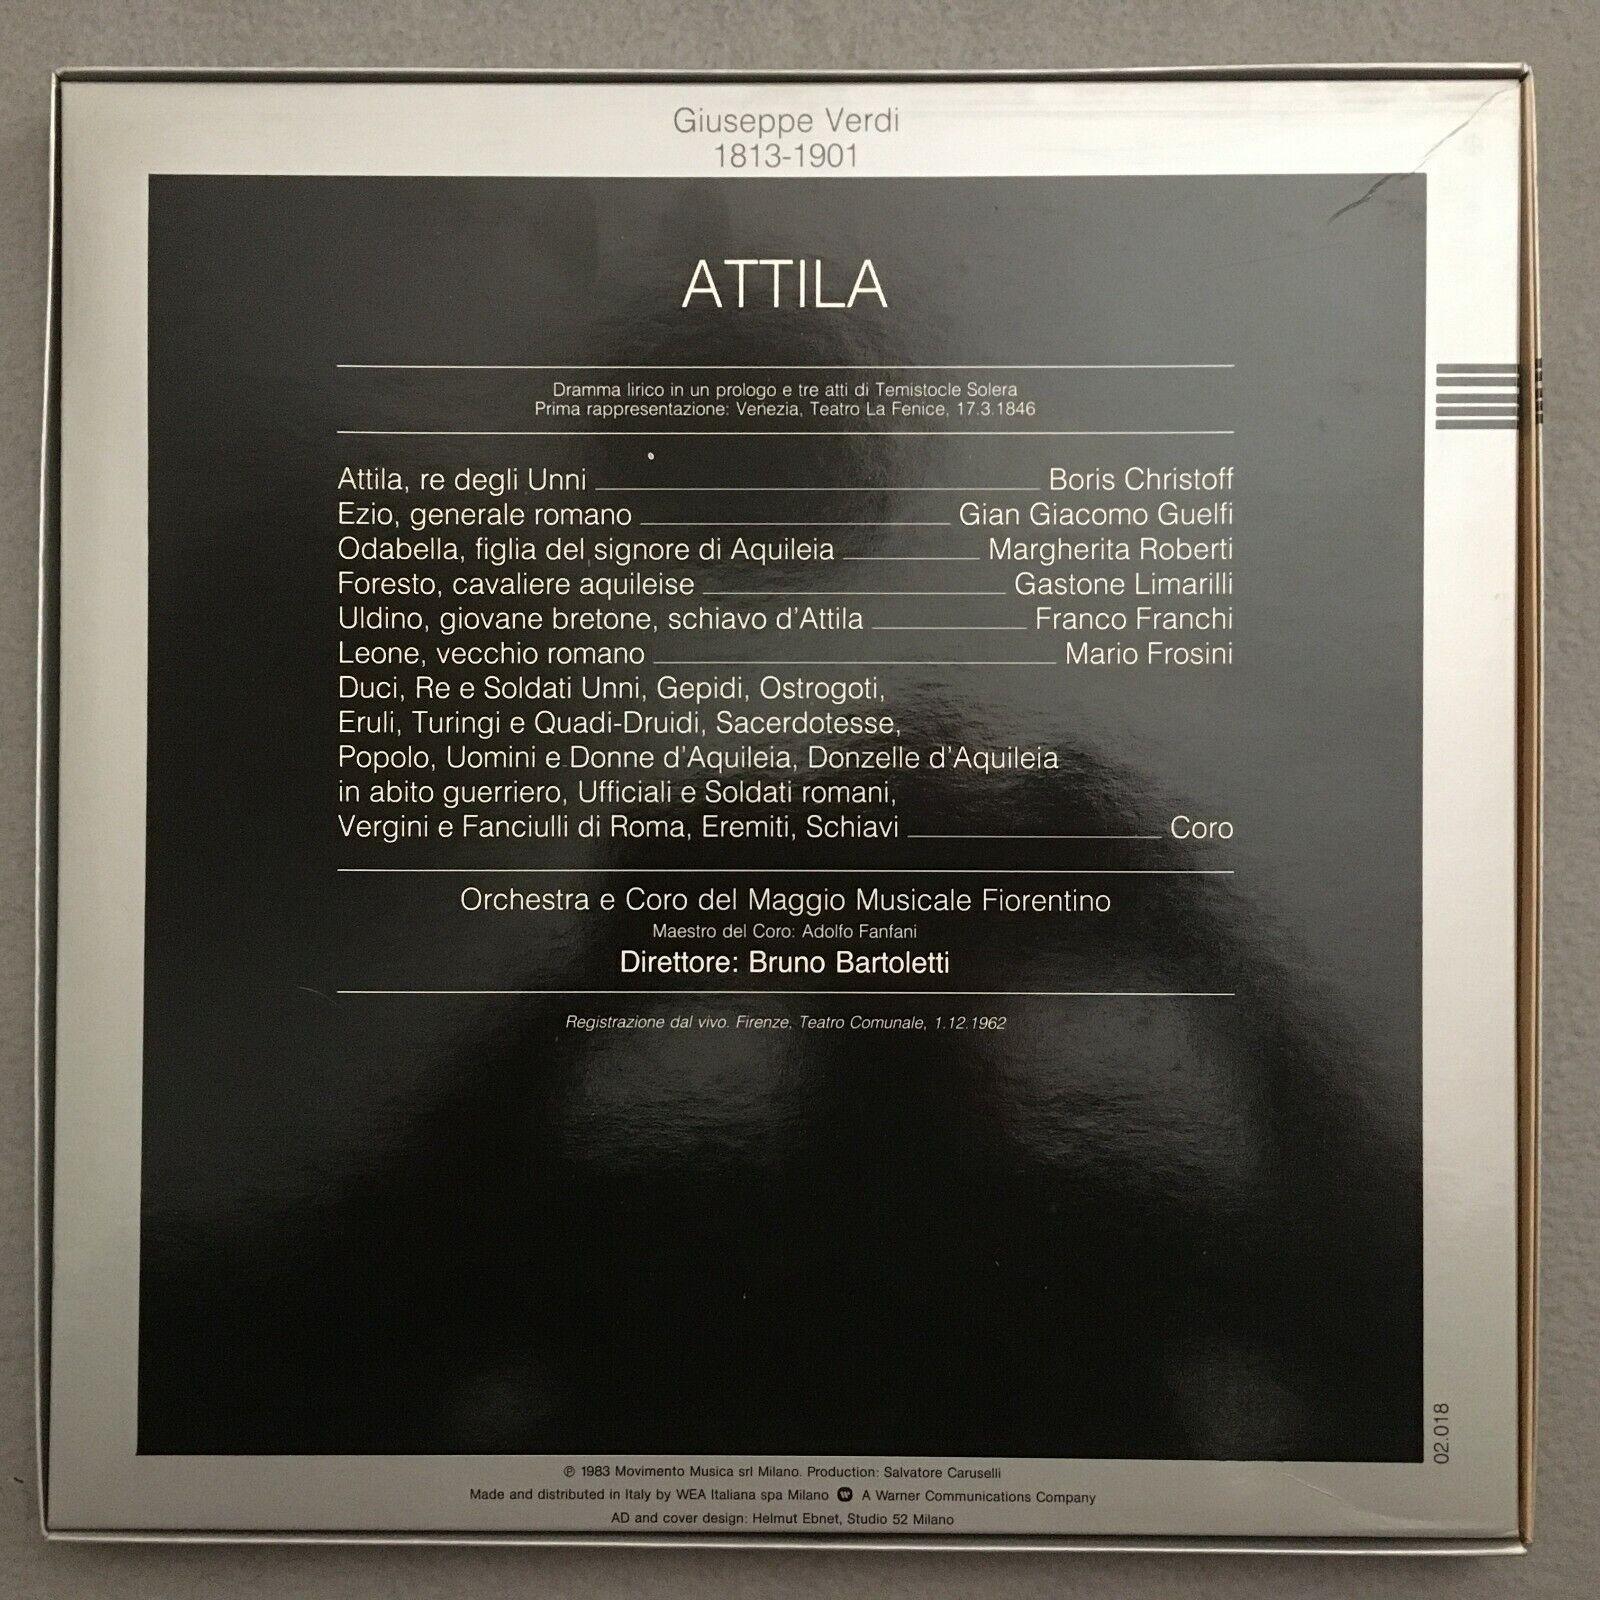 Giuseppe Verdi
1813-1901
ATTILA
Dramma lirico in un prologo e tre atti di Temistocle Solera
Prima rappresentazione: Venezia, Teatro La Fenice, 17.3.1846
Attila, re degli Unni Boris Christoff
Ezio, generale romano Gian Giacomo Guelfi
Odabella, figlia del signore di Aquileia Margherita Roberti
Foresto, cavaliere aquileise Gastone Limarilli
Uldino, giovane bretone, schiavo d'Attila Franco Franchi
Leone, vecchio romano Mario Frosini
Duci, Re e Soldati Unni, Gepidi, Ostrogoti,
Eruli, Turingi e Quadi-Druidi, Sacerdotesse,
Popolo, Uomini e Donne d'Aquileia, Donzelle d'Aquileia
in abito guerriero, Ufficiali e Soldati romani,
Vergini e Fanciulli di Roma, Eremiti, Schiavi Coro
Orchestra e Coro del Maggio Musicale Fiorentino
Maestro del Coro: Adolfo Fanfani
Direttore: Bruno Bartoletti
Registrazione dal vivo. Firenze, Teatro Comunale, 1.12.1962
02.018
℗ 1983 Movimento Musica srl Milano. Production: Salvatore Caruselli
Made and distributed in Italy by WEA Italiana spa Milano A Warner Communications Company
AD and cover design: Helmut Ebnet, Studio 52 Milano